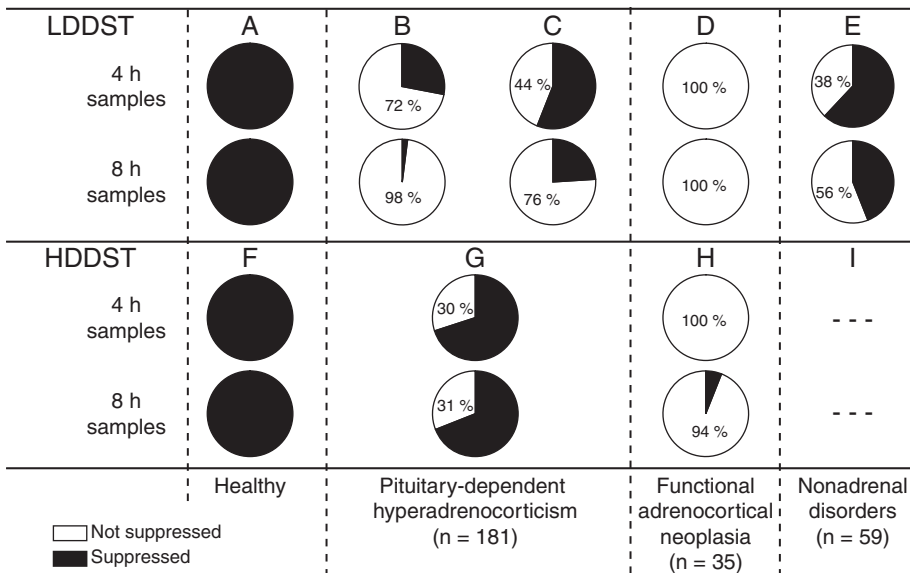 LDDST A B C D E
4 h samples
72 % 44 % 100 % 38 %
8 h samples
98 % 76 % 100 % 56 %
HDDST F G H I
4 h samples
30 % 100 % - - -
8 h samples
31 % 94 % - - -
Healthy
Pituitary-dependent
hyperadrenocorticism
(n = 181)
Functional
adrenocortical
neoplasia
(n = 35)
Nonadrenal
disorders
(n = 59)
Not suppressed
Suppressed